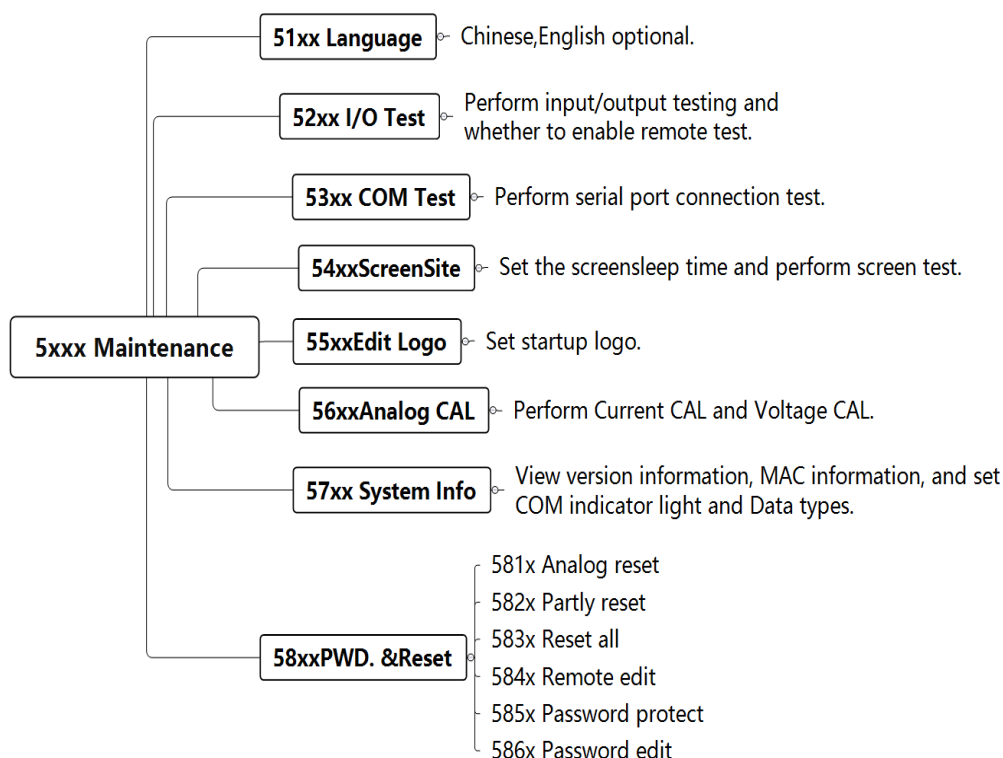 51xx Language
Chinese,English optional.
52xx I/O Test
Perform input/output testing and
whether to enable remote test.
53xx COM Test
Perform serial port connection test.
54xxScreenSite
Set the screensleep time and perform screen test.
5xxx Maintenance
55xxEdit Logo
Set startup logo.
56xxAnalog CAL
Perform Current CAL and Voltage CAL.
57xx System Info
View version information, MAC information, and set
COM indicator light and Data types.
58xxPWD. &Reset
581x Analog reset
582x Partly reset
583x Reset all
584x Remote edit
585x Password protect
586x Password edit